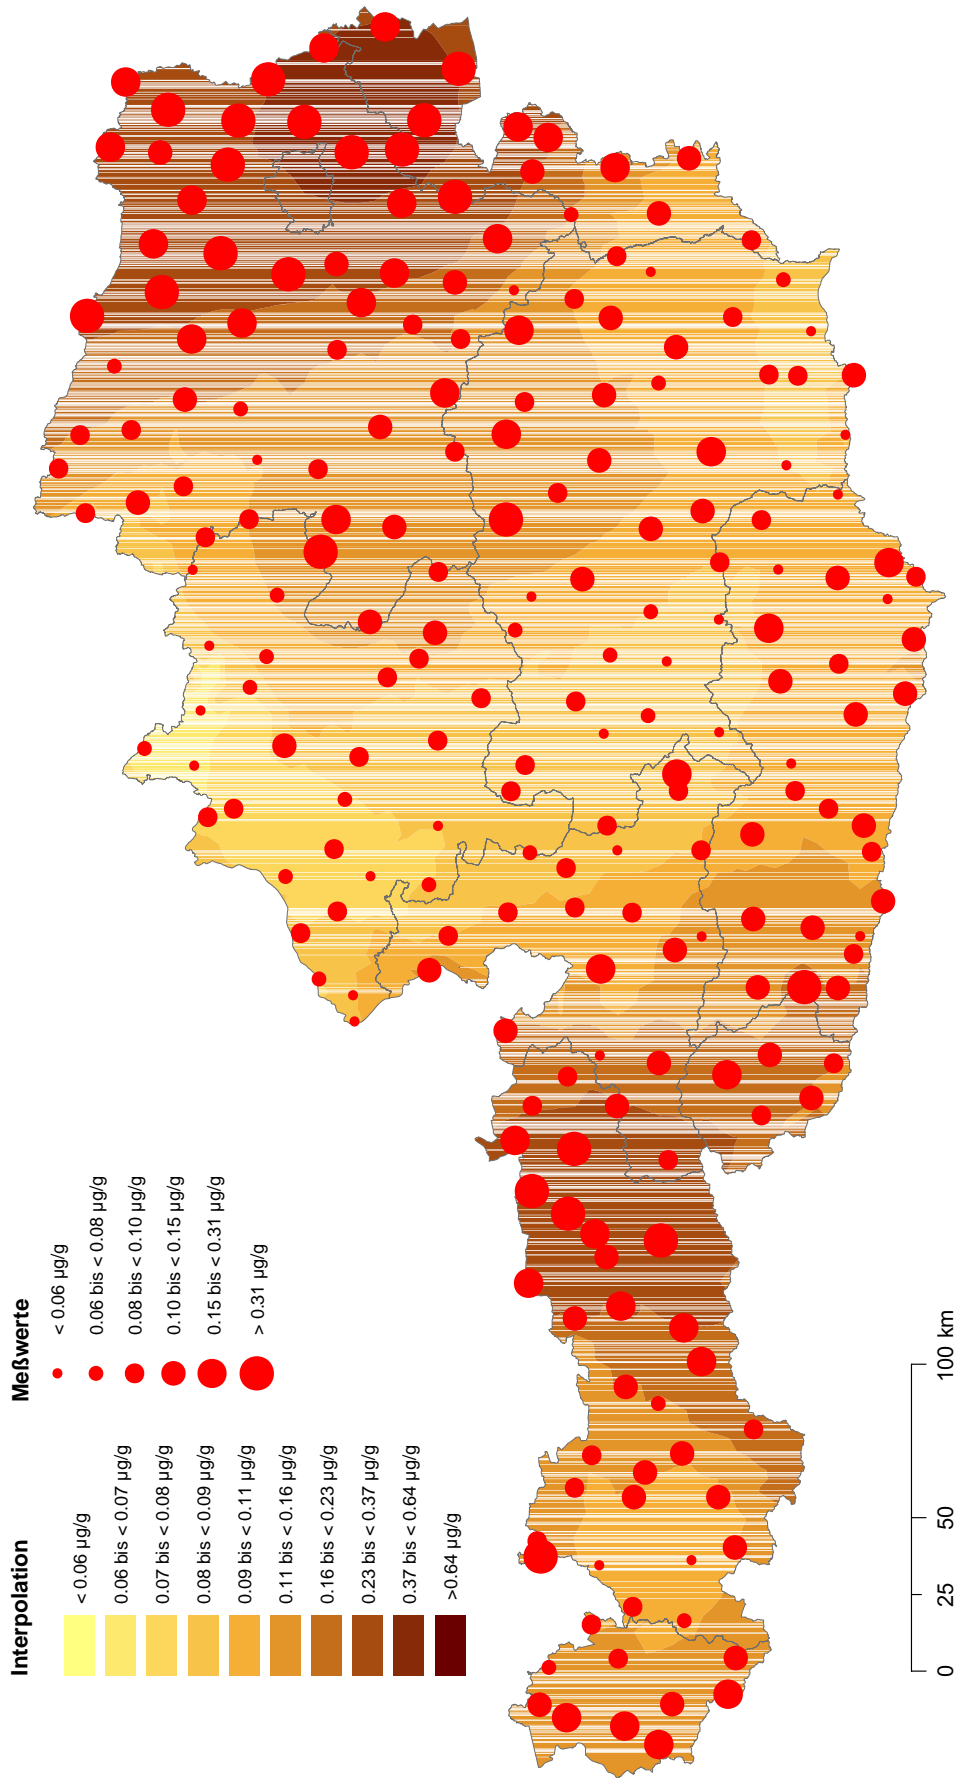 Interpolation
< 0.06 µg/g
0.06 bis < 0.07 µg/g
0.07 bis < 0.08 µg/g
0.08 bis < 0.09 µg/g
0.09 bis < 0.11 µg/g
0.11 bis < 0.16 µg/g
0.16 bis < 0.23 µg/g
0.23 bis < 0.37 µg/g
0.37 bis < 0.64 µg/g
>0.64 µg/g
Meßwerte
< 0.06 µg/g
0.06 bis < 0.08 µg/g
0.08 bis < 0.10 µg/g
0.10 bis < 0.15 µg/g
0.15 bis < 0.31 µg/g
> 0.31 µg/g
0 25 50 100 km